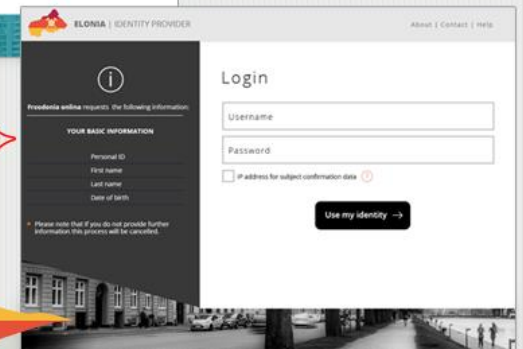 ELONIA | IDENTITY PROVIDER
About | Contact | Help
Freedonia online requests the following information:
YOUR BASIC INFORMATION
Personal ID
First name
Last name
Date of birth
Please note that if you do not provide further
information this process will be cancelled.
Login
Username
Password
IP address for subject confirmation data ?
Use my identity →